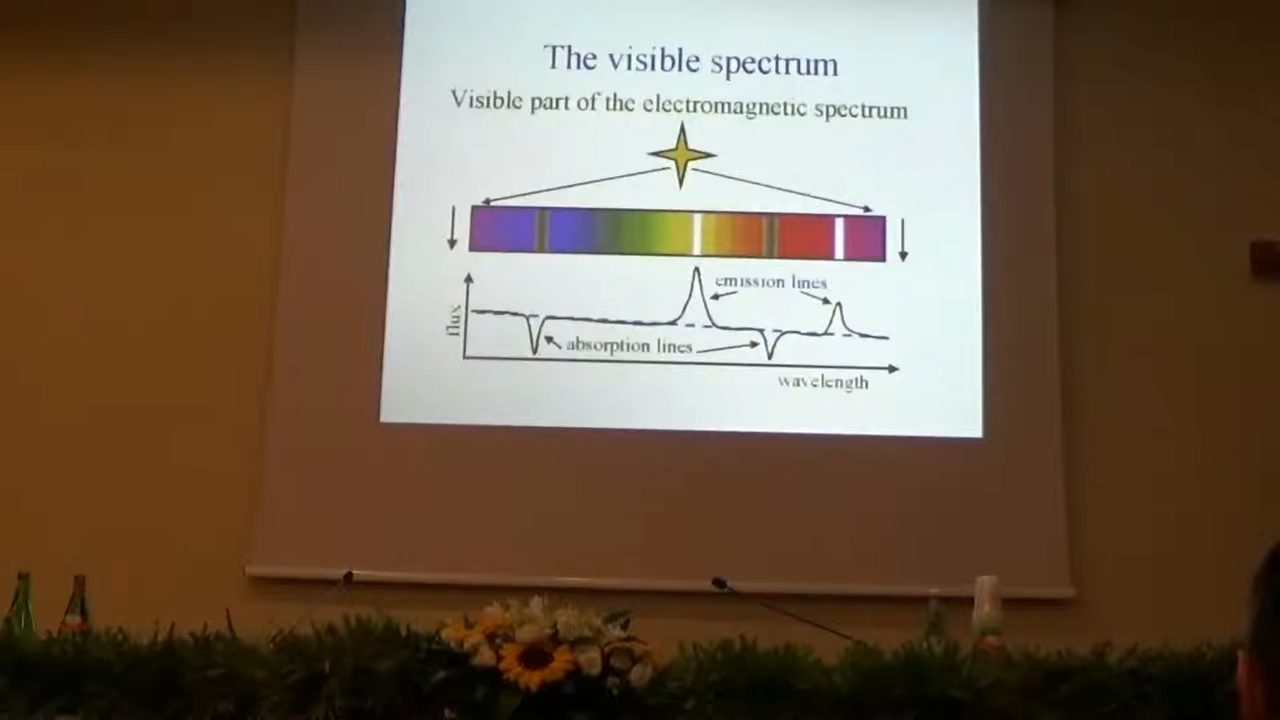 The visible spectrum
Visible part of the electromagnetic spectrum
emission lines
flux
absorption lines
wavelength